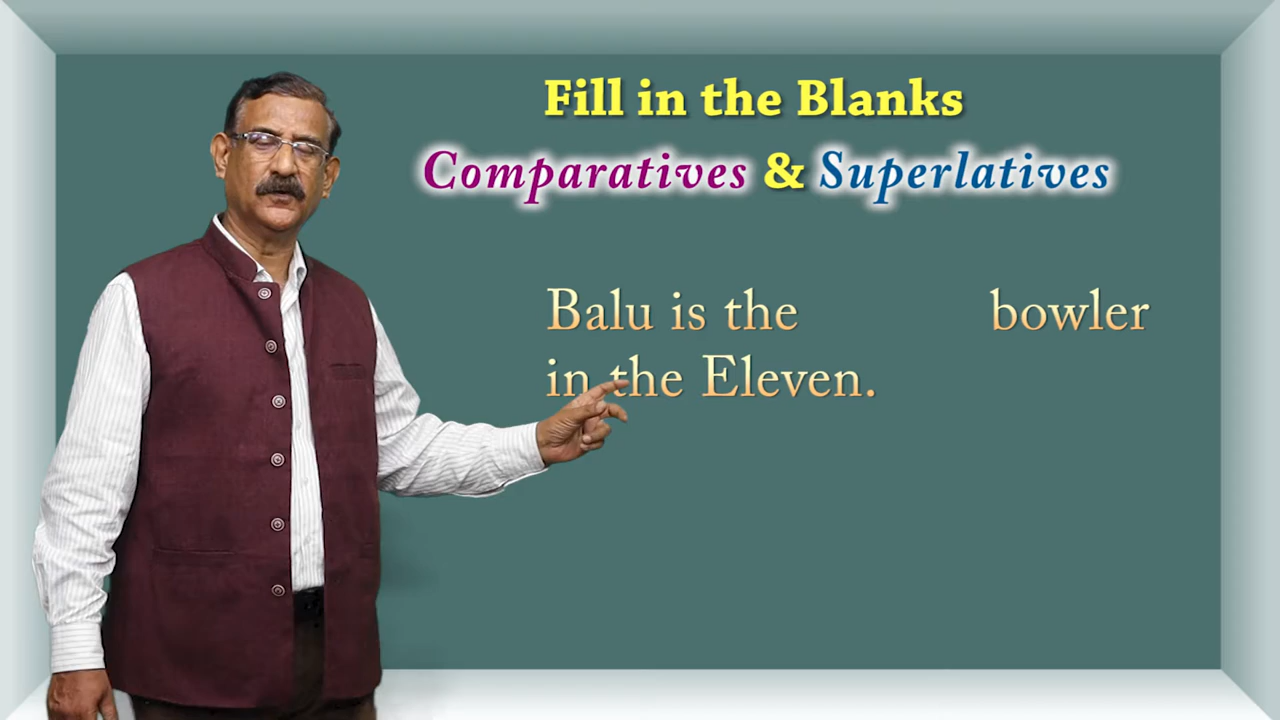 Fill in the Blanks
Comparatives & Superlatives
Balu is the bowler
in the Eleven.